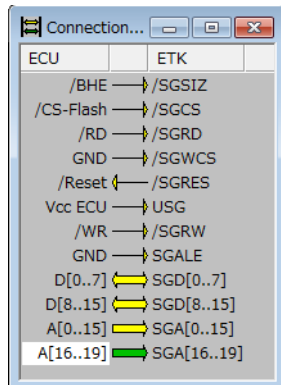 Connection...
ECU ETK
/BHE /SGSIZ
/CS-Flash /SGCS
/RD /SGRD
GND /SGWCS
/Reset /SGRES
Vcc ECU USG
/WR /SGRW
GND SGALE
D[0..7] SGD[0..7]
D[8..15] SGD[8..15]
A[0..15] SGA[0..15]
A[16..19] SGA[16..19]